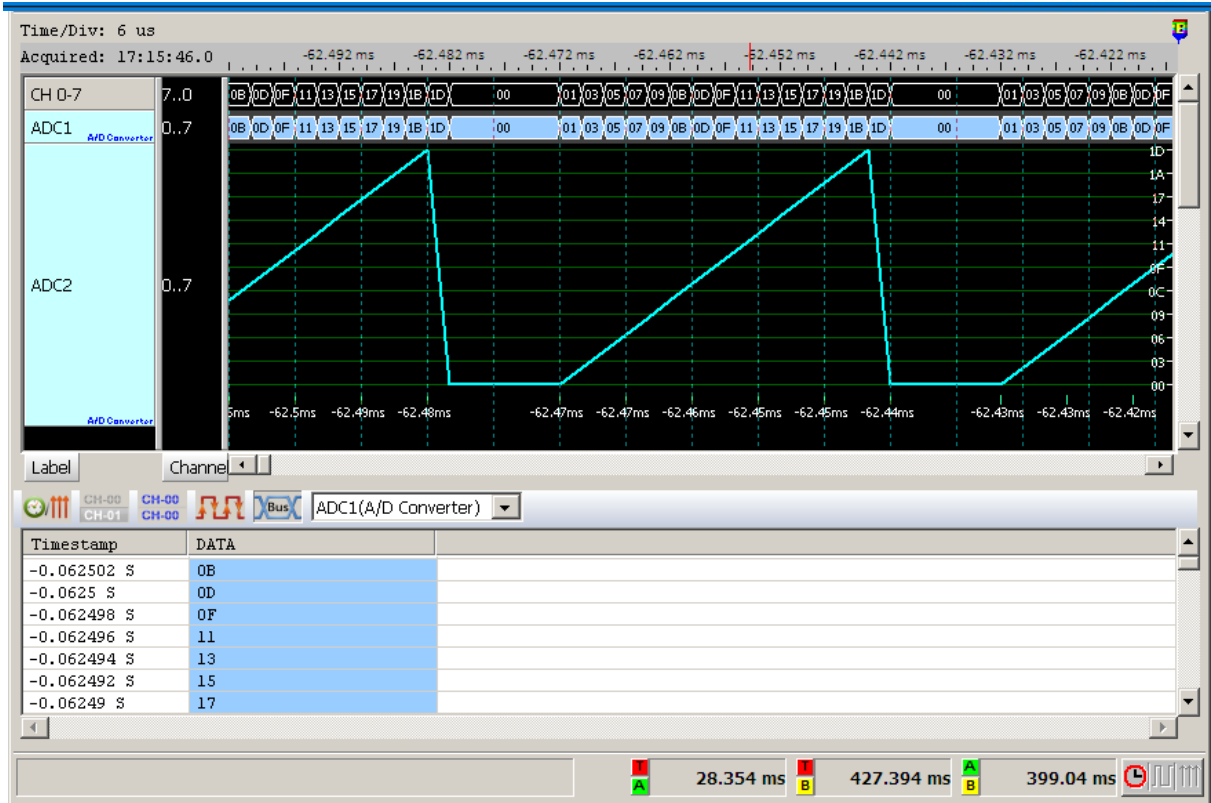 Time/Div: 6 us
Acquired: 17:15:46.0
-62.492 ms -62.482 ms -62.472 ms -62.462 ms -62.452 ms -62.442 ms -62.432 ms -62.422 ms
CH 0-7 7..0 0B 0D 0F 11 13 15 17 19 1B 1D 00 01 03 05 07 09 0B 0D 0F 11 13 15 17 19 1B 1D 00 01 03 05 07 09 0B 0D 0F
ADC1 A/D Converter 0..7 0B 0D 0F 11 13 15 17 19 1B 1D 00 01 03 05 07 09 0B 0D 0F 11 13 15 17 19 1B 1D 00 01 03 05 07 09 0B 0D 0F
1D
1A
17
14
11
0F
ADC2 0..7 0C
09
06
03
00
5ms -62.5ms -62.49ms -62.48ms -62.47ms -62.47ms -62.46ms -62.45ms -62.45ms -62.44ms -62.43ms -62.43ms -62.42ms
A/D Converter
Label Channel
CH-00 CH-00 Bus ADC1(A/D Converter)
CH-01 CH-00
Timestamp DATA
-0.062502 S 0B
-0.0625 S 0D
-0.062498 S 0F
-0.062496 S 11
-0.062494 S 13
-0.062492 S 15
-0.06249 S 17
T A 28.354 ms T B 427.394 ms A B 399.04 ms